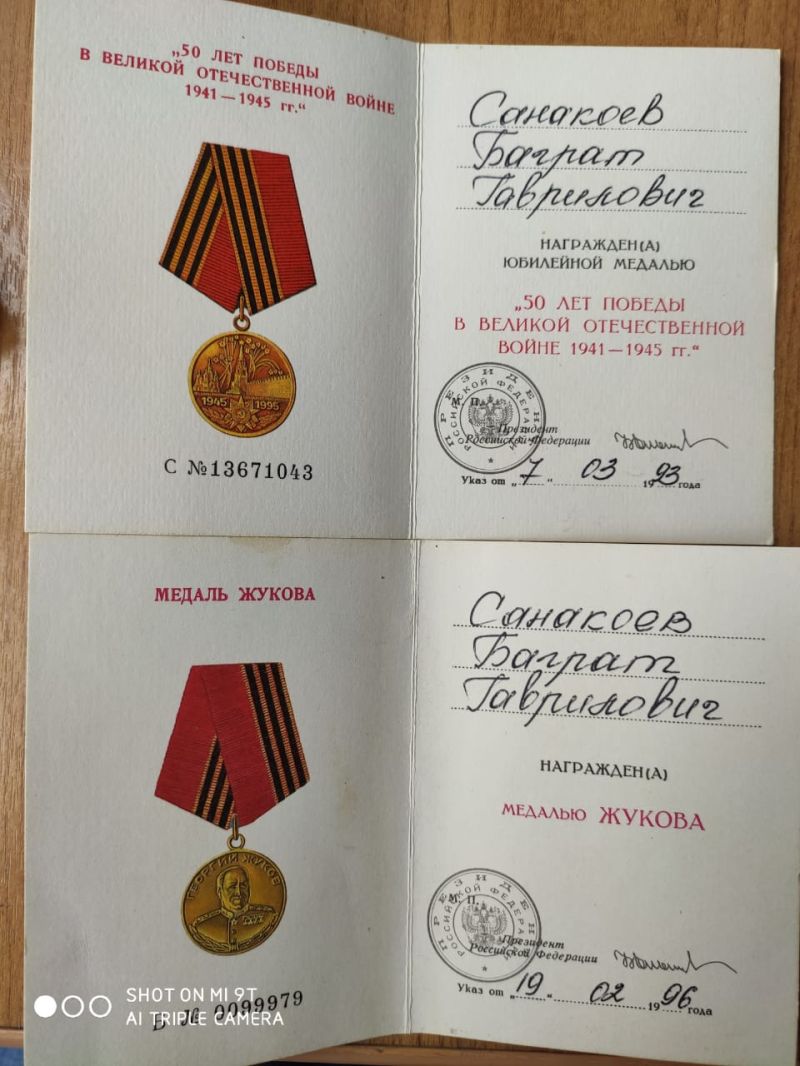 „50 ЛЕТ ПОБЕДЫ
В ВЕЛИКОЙ ОТЕЧЕСТВЕННОЙ ВОЙНЕ
1941—1945 гг.“
1945 1995
С №13671043
Санакоев
Баграт
Гаврилович
НАГРАЖДЕН(А)
ЮБИЛЕЙНОЙ МЕДАЛЬЮ
„50 ЛЕТ ПОБЕДЫ
В ВЕЛИКОЙ ОТЕЧЕСТВЕННОЙ
ВОЙНЕ 1941—1945 гг.“
ПРЕЗИДЕНТ
РОССИЙСКОЙ ФЕДЕРАЦИИ
М. П.
Президент
Российской Федерации
Указ от „7“ 03 1993 года
МЕДАЛЬ ЖУКОВА
ГЕОРГИЙ ЖУКОВ
В № 0099979
Санакоев
Баграт
Гаврилович
НАГРАЖДЕН(А)
МЕДАЛЬЮ ЖУКОВА
ПРЕЗИДЕНТ
РОССИЙСКОЙ ФЕДЕРАЦИИ
М. П.
Президент
Российской Федерации
Указ от „19“ 02 1996 года
SHOT ON MI 9T
AI TRIPLE CAMERA